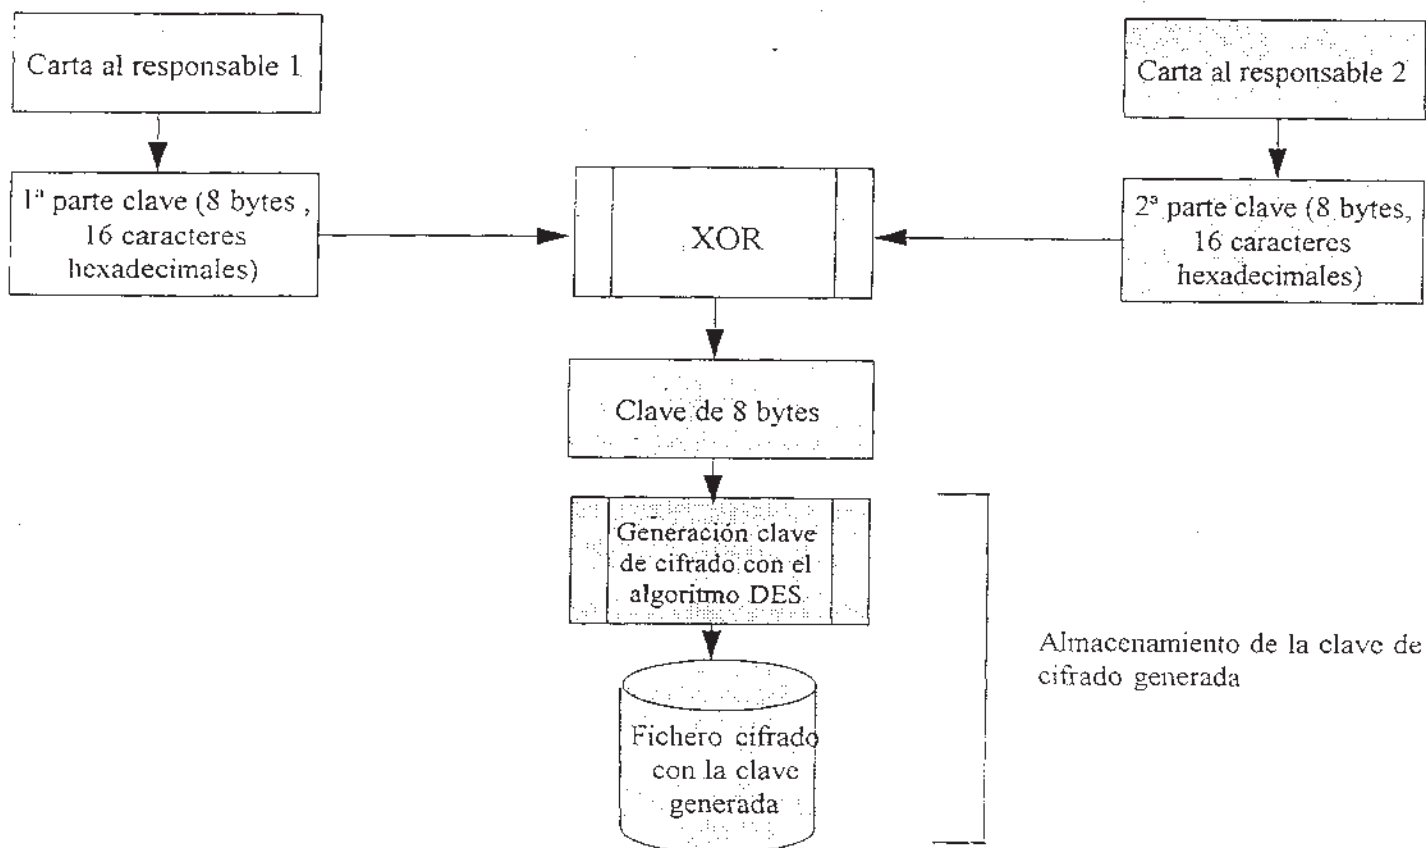 Carta al responsable 1
Carta al responsable 2
1ª parte clave (8 bytes ,
16 caracteres
hexadecimales)
XOR
2ª parte clave (8 bytes,
16 caracteres
hexadecimales)
Clave de 8 bytes
Generación clave
de cifrado con el
algoritmo DES
Almacenamiento de la clave de
cifrado generada
Fichero cifrado
con la clave
generada